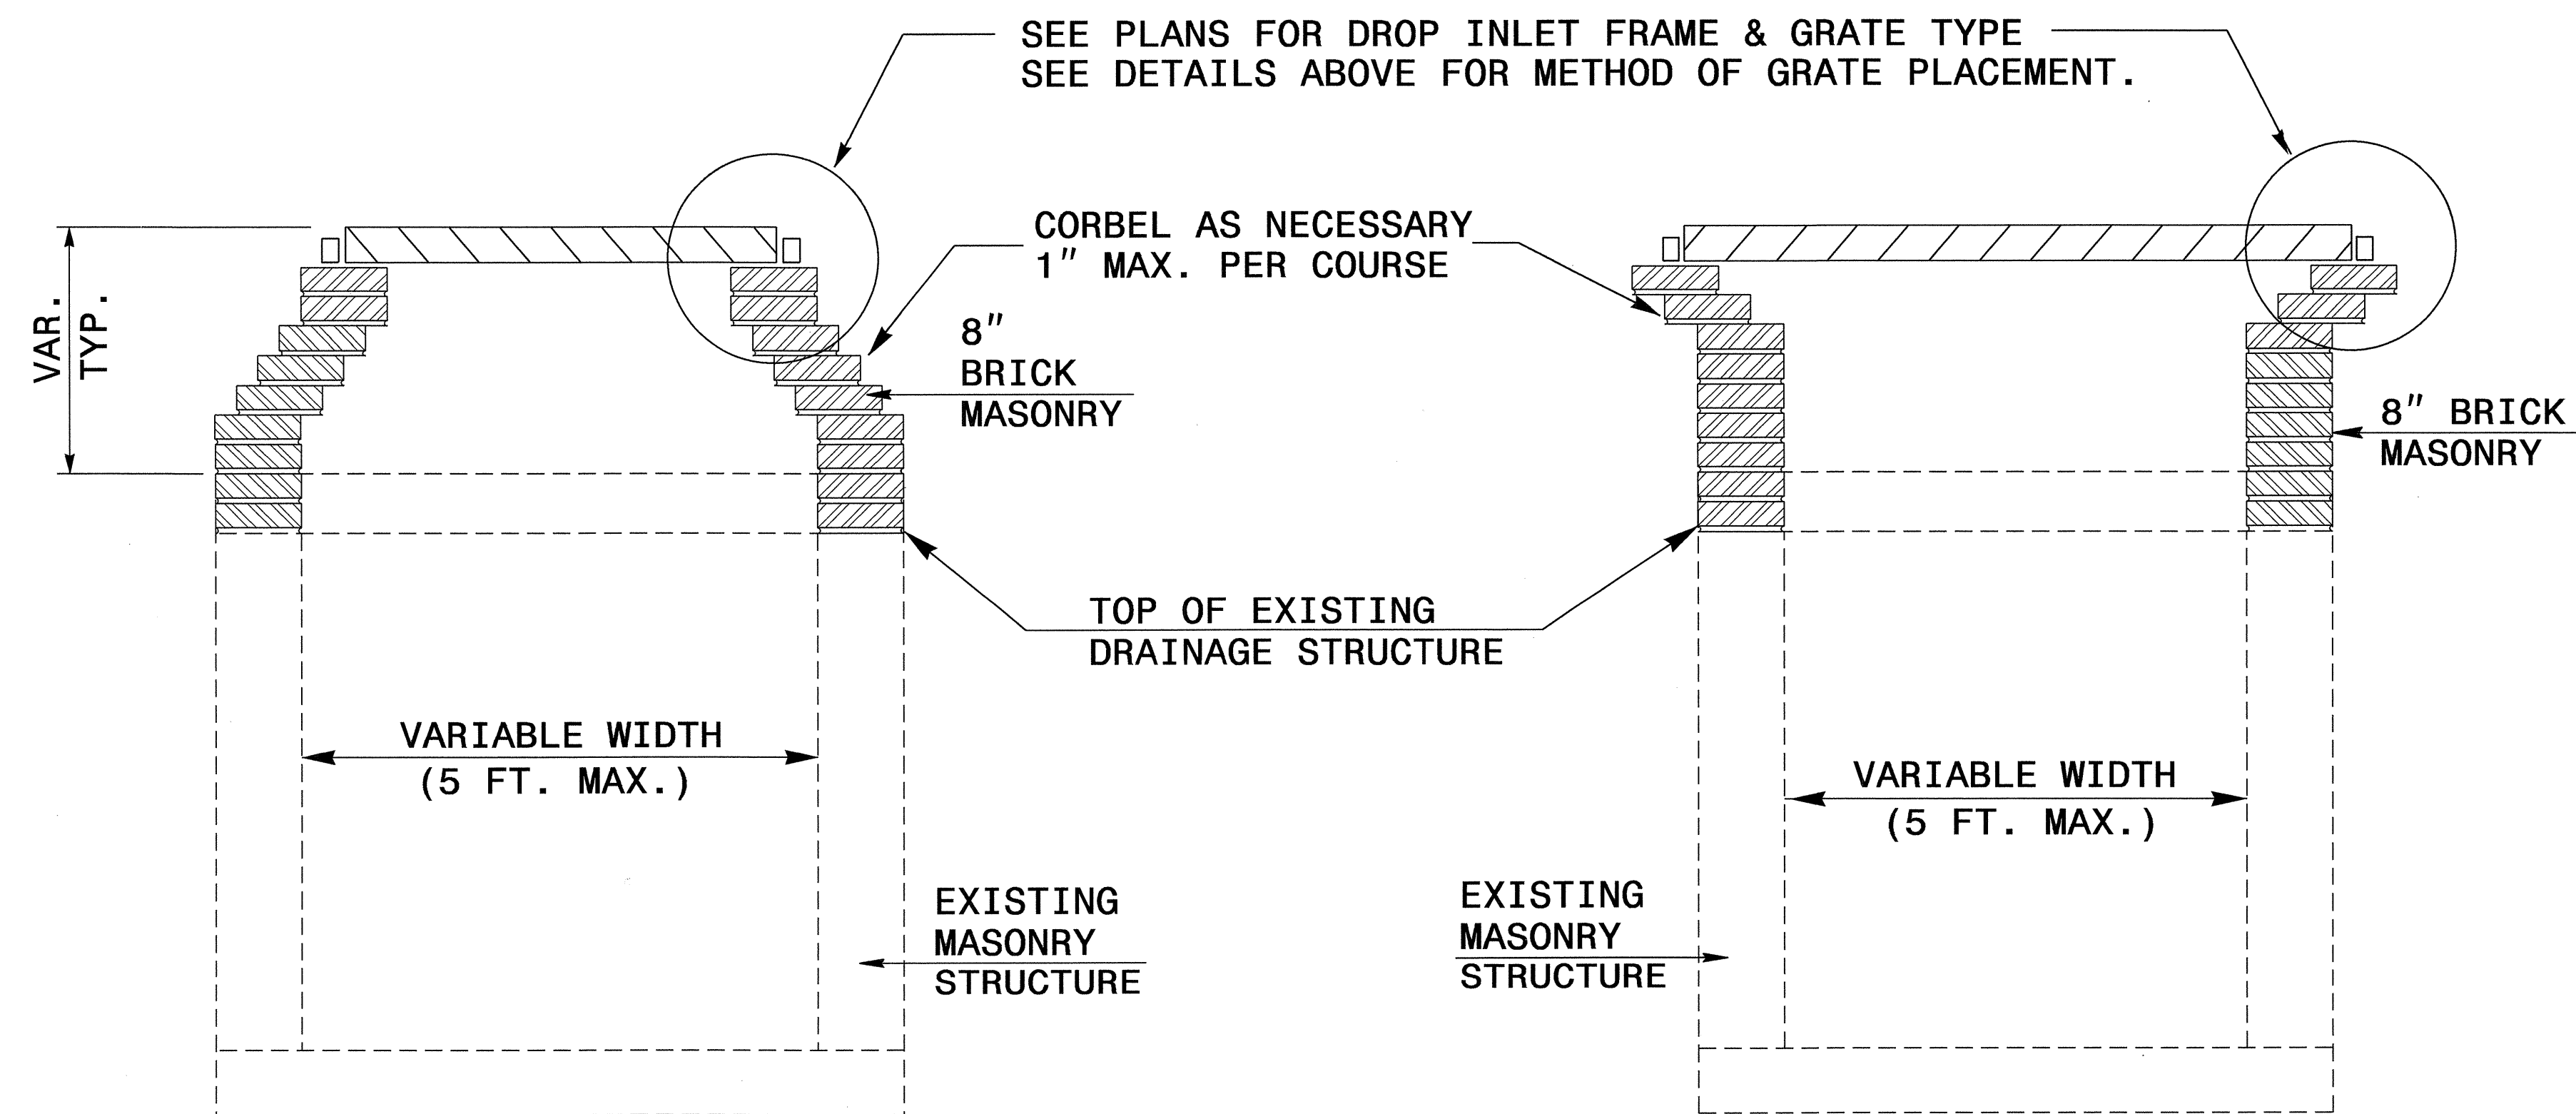 SEE PLANS FOR DROP INLET FRAME & GRATE TYPE
SEE DETAILS ABOVE FOR METHOD OF GRATE PLACEMENT.
CORBEL AS NECESSARY
1" MAX. PER COURSE
VAR.
TYP.
8"
BRICK
MASONRY
8" BRICK
MASONRY
TOP OF EXISTING
DRAINAGE STRUCTURE
VARIABLE WIDTH
(5 FT. MAX.)
VARIABLE WIDTH
(5 FT. MAX.)
EXISTING
MASONRY
STRUCTURE
EXISTING
MASONRY
STRUCTURE